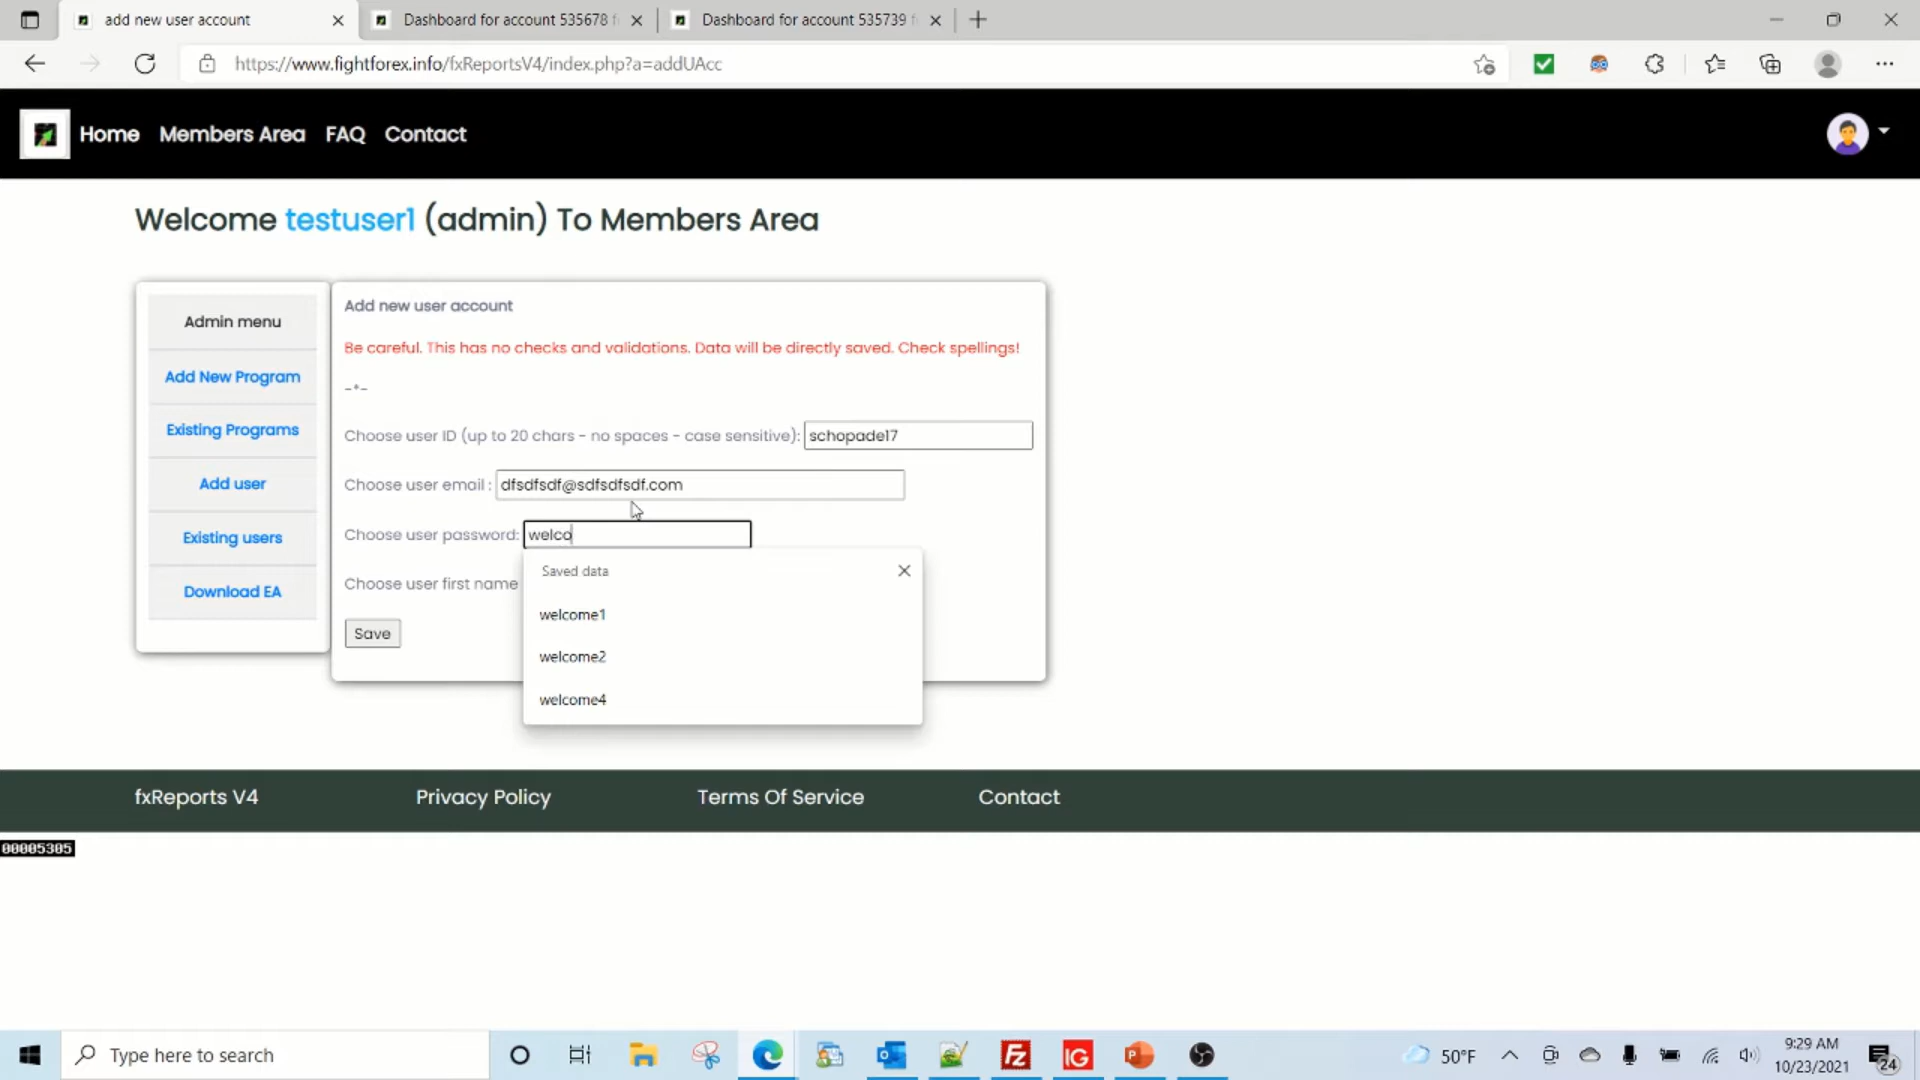 add new user account
Dashboard for account 535678 f
Dashboard for account 535739 f
https://www.fightforex.info/fxReportsV4/index.php?a=addUAcc
Home Members Area FAQ Contact
Welcome testuser1 (admin) To Members Area
Admin menu
Add New Program
Existing Programs
Add user
Existing users
Download EA
Add new user account
Be careful. This has no checks and validations. Data will be directly saved. Check spellings!
-*-
Choose user ID (up to 20 chars - no spaces - case sensitive): schopade17
Choose user email : dfsdfsdf@sdfsdfsdf.com
Choose user password: welco
Choose user first name
Save
Saved data
welcome1
welcome2
welcome4
fxReports V4 Privacy Policy Terms Of Service Contact
00005305
Type here to search
Fz
IG
P
50°F
9:29 AM
10/23/2021
24